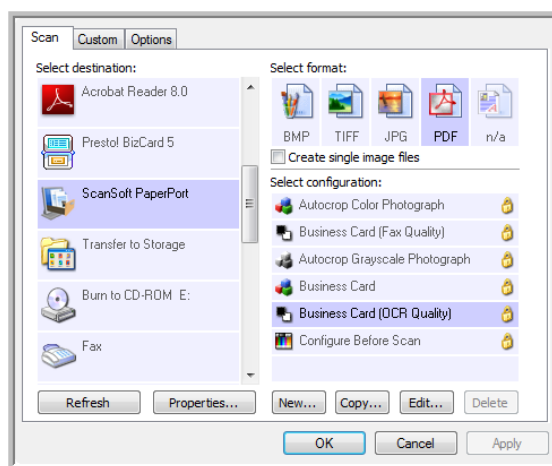 Scan Custom Options
Select destination:
Acrobat Reader 8.0
Presto! BizCard 5
ScanSoft PaperPort
Transfer to Storage
Burn to CD-ROM E:
Fax
Refresh Properties...
Select format:
BMP TIFF JPG PDF n/a
Create single image files
Select configuration:
Autocrop Color Photograph
Business Card (Fax Quality)
Autocrop Grayscale Photograph
Business Card
Business Card (OCR Quality)
Configure Before Scan
New... Copy... Edit... Delete
OK Cancel Apply